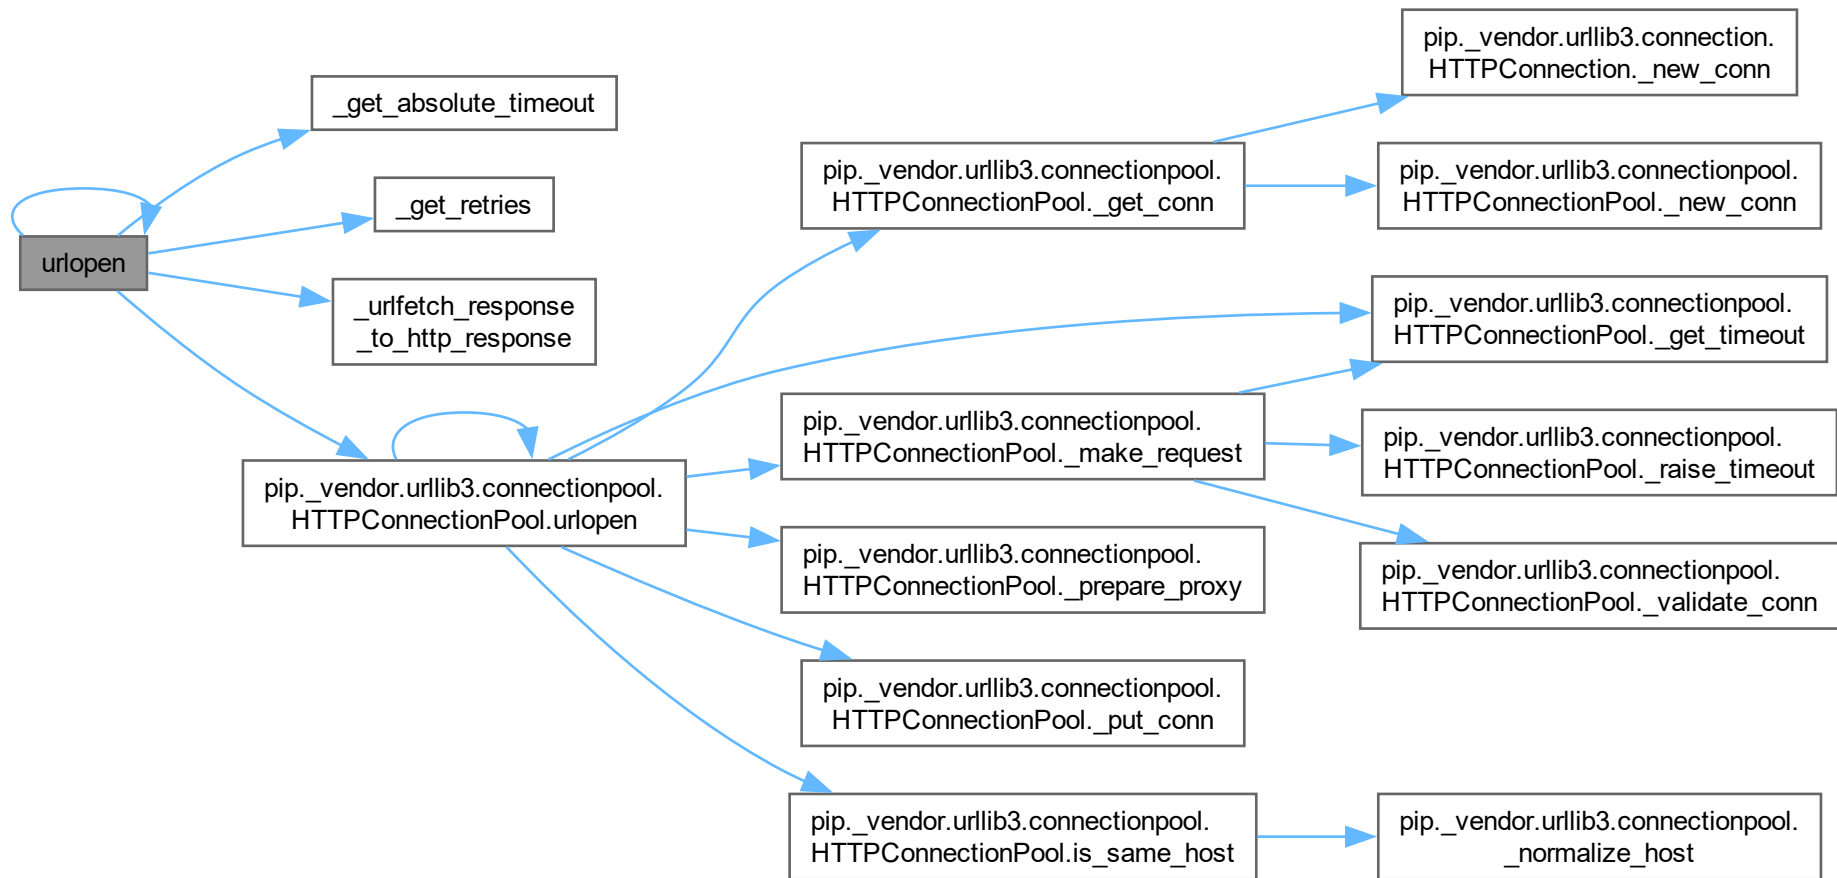 urlopen
_get_absolute_timeout
_get_retries
_urlfetch_response
_to_http_response
pip._vendor.urllib3.connectionpool.
HTTPConnectionPool.urlopen
pip._vendor.urllib3.connectionpool.
HTTPConnectionPool._get_conn
pip._vendor.urllib3.connectionpool.
HTTPConnectionPool._make_request
pip._vendor.urllib3.connectionpool.
HTTPConnectionPool._prepare_proxy
pip._vendor.urllib3.connectionpool.
HTTPConnectionPool._put_conn
pip._vendor.urllib3.connectionpool.
HTTPConnectionPool.is_same_host
pip._vendor.urllib3.connection.
HTTPConnection._new_conn
pip._vendor.urllib3.connectionpool.
HTTPConnectionPool._new_conn
pip._vendor.urllib3.connectionpool.
HTTPConnectionPool._get_timeout
pip._vendor.urllib3.connectionpool.
HTTPConnectionPool._raise_timeout
pip._vendor.urllib3.connectionpool.
HTTPConnectionPool._validate_conn
pip._vendor.urllib3.connectionpool.
_normalize_host